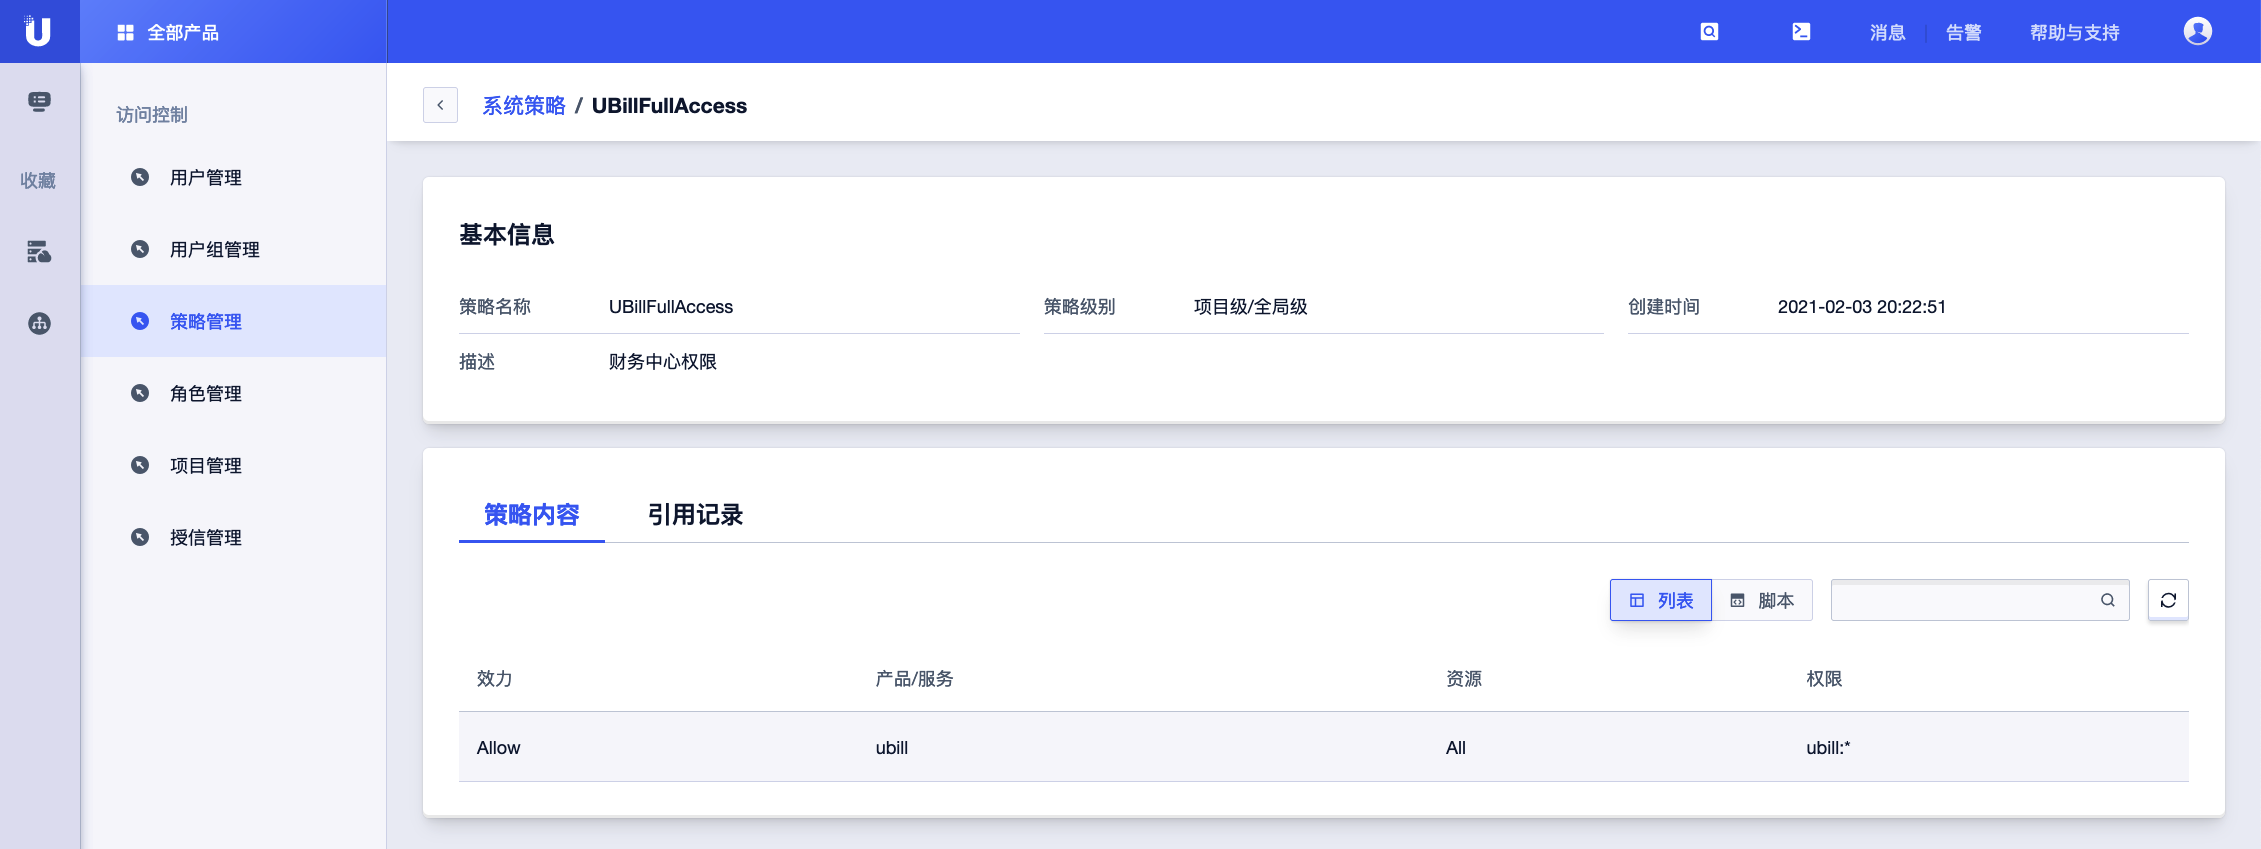 U
全部产品
消息
告警
帮助与支持
收藏
访问控制
用户管理
用户组管理
策略管理
角色管理
项目管理
授信管理
系统策略 / UBillFullAccess
基本信息
策略名称 UBillFullAccess
策略级别 项目级/全局级
创建时间 2021-02-03 20:22:51
描述 财务中心权限
策略内容 引用记录
列表 脚本
效力 产品/服务 资源 权限
Allow ubill All ubill:*